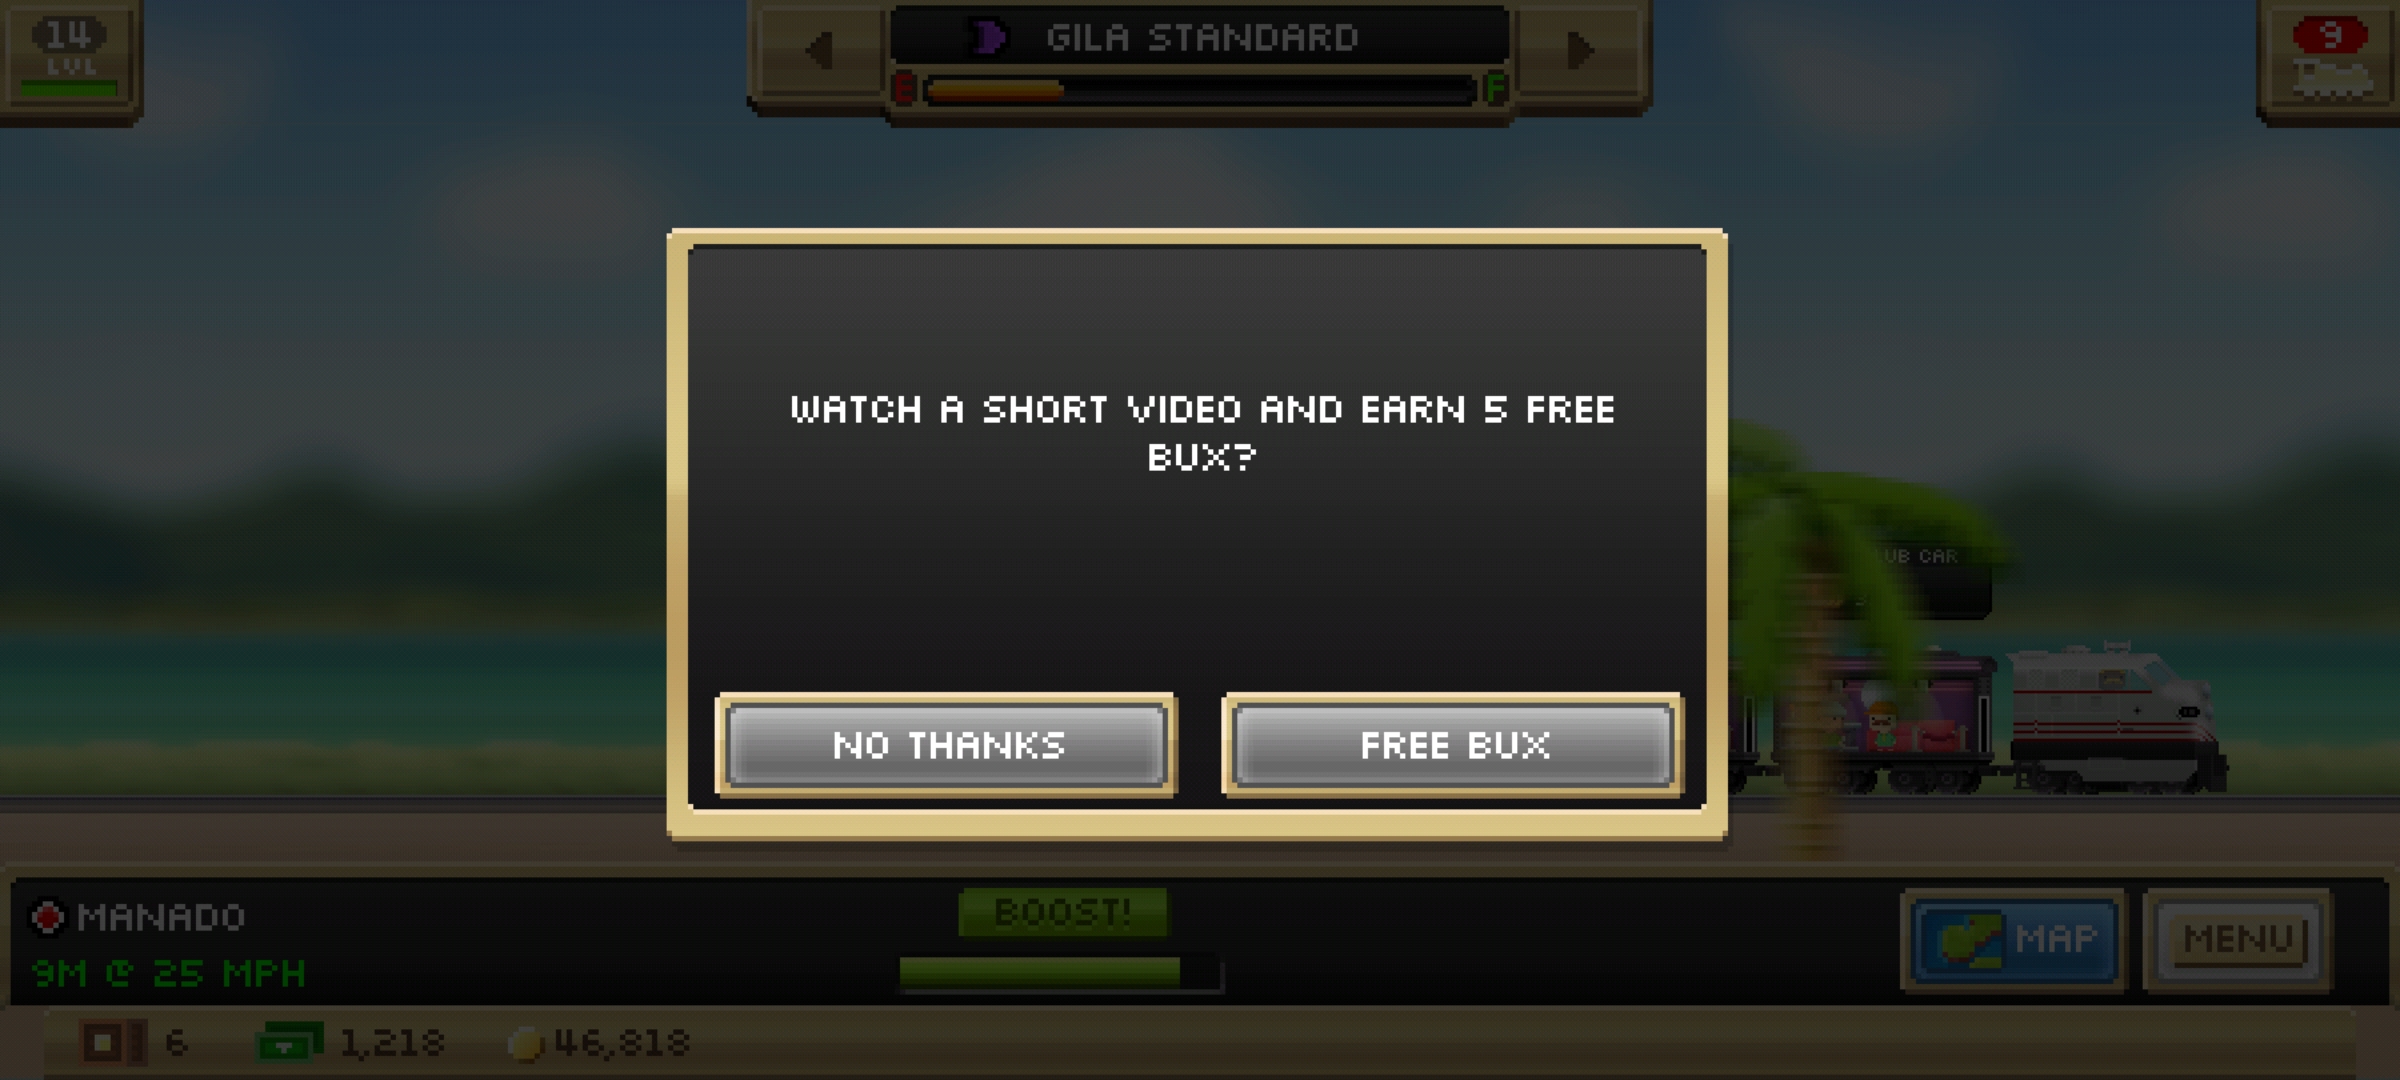 14
LVL
GILA STANDARD
E F
9
WATCH A SHORT VIDEO AND EARN 5 FREE
BUX?
UB CAR
NO THANKS FREE BUX
MANADO
9M @ 25 MPH
BOOST!
MAP
MENU
6 1,218 46,818